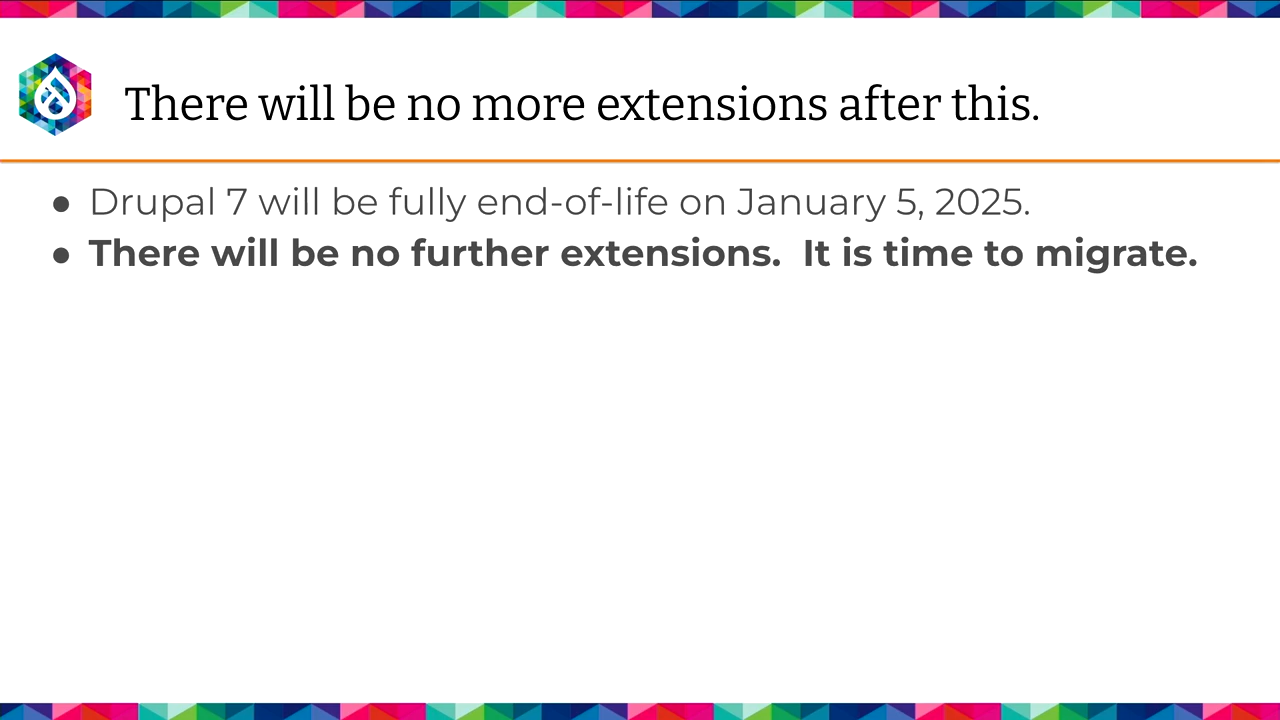 There will be no more extensions after this.
● Drupal 7 will be fully end-of-life on January 5, 2025.
● There will be no further extensions.  It is time to migrate.